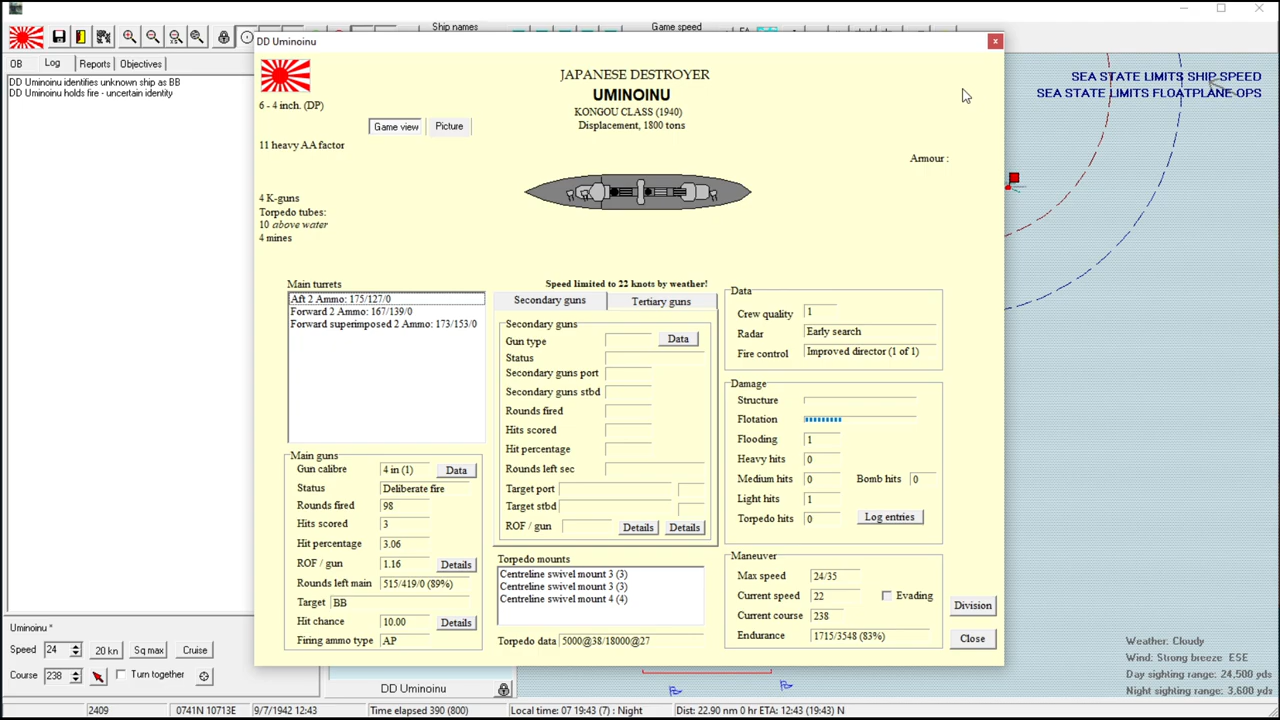 Ship names
Game speed
DD Uminoinu
x
OB
Log
Reports
Objectives
DD Uminoinu identifies unknown ship as BB
DD Uminoinu holds fire - uncertain identity
SEA STATE LIMITS SHIP SPEED
SEA STATE LIMITS FLOATPLANE OPS
JAPANESE DESTROYER
UMINOINU
KONGOU CLASS (1940)
Displacement, 1800 tons
6 - 4 inch. (DP)
Game view
Picture
11 heavy AA factor
Armour :
4 K-guns
Torpedo tubes:
10 above water
4 mines
Speed limited to 22 knots by weather!
Main turrets
Aft 2 Ammo: 175/127/0
Forward 2 Ammo: 167/139/0
Forward superimposed 2 Ammo: 173/153/0
Main guns
Gun calibre 4 in (1) Data
Status Deliberate fire
Rounds fired 98
Hits scored 3
Hit percentage 3.06
ROF / gun 1.16 Details
Rounds left main 515/419/0 (89%)
Target BB
Hit chance 10.00 Details
Firing ammo type AP
Secondary guns
Tertiary guns
Secondary guns
Gun type Data
Status
Secondary guns port
Secondary guns stbd
Rounds fired
Hits scored
Hit percentage
Rounds left sec
Target port
Target stbd
ROF / gun Details Details
Torpedo mounts
Centreline swivel mount 3 (3)
Centreline swivel mount 3 (3)
Centreline swivel mount 4 (4)
Torpedo data 5000@38/18000@27
Data
Crew quality 1
Radar Early search
Fire control Improved director (1 of 1)
Damage
Structure
Flotation
Flooding 1
Heavy hits 0
Medium hits 0 Bomb hits 0
Light hits 1
Torpedo hits 0 Log entries
Maneuver
Max speed 24/35
Current speed 22 Evading
Current course 238
Endurance 1715/3548 (83%)
Division
Close
Uminoinu *
Speed 24 20 kn Sq max Cruise
Course 238 Turn together
DD Uminoinu
Weather: Cloudy
Wind: Strong breeze ESE
Day sighting range: 24,500 yds
Night sighting range: 3,600 yds
2409
0741N 10713E
9/7/1942 12:43
Time elapsed 390 (800)
Local time: 07 19:43 (7) : Night
Dist: 22.90 nm 0 hr ETA: 12:43 (19:43) N